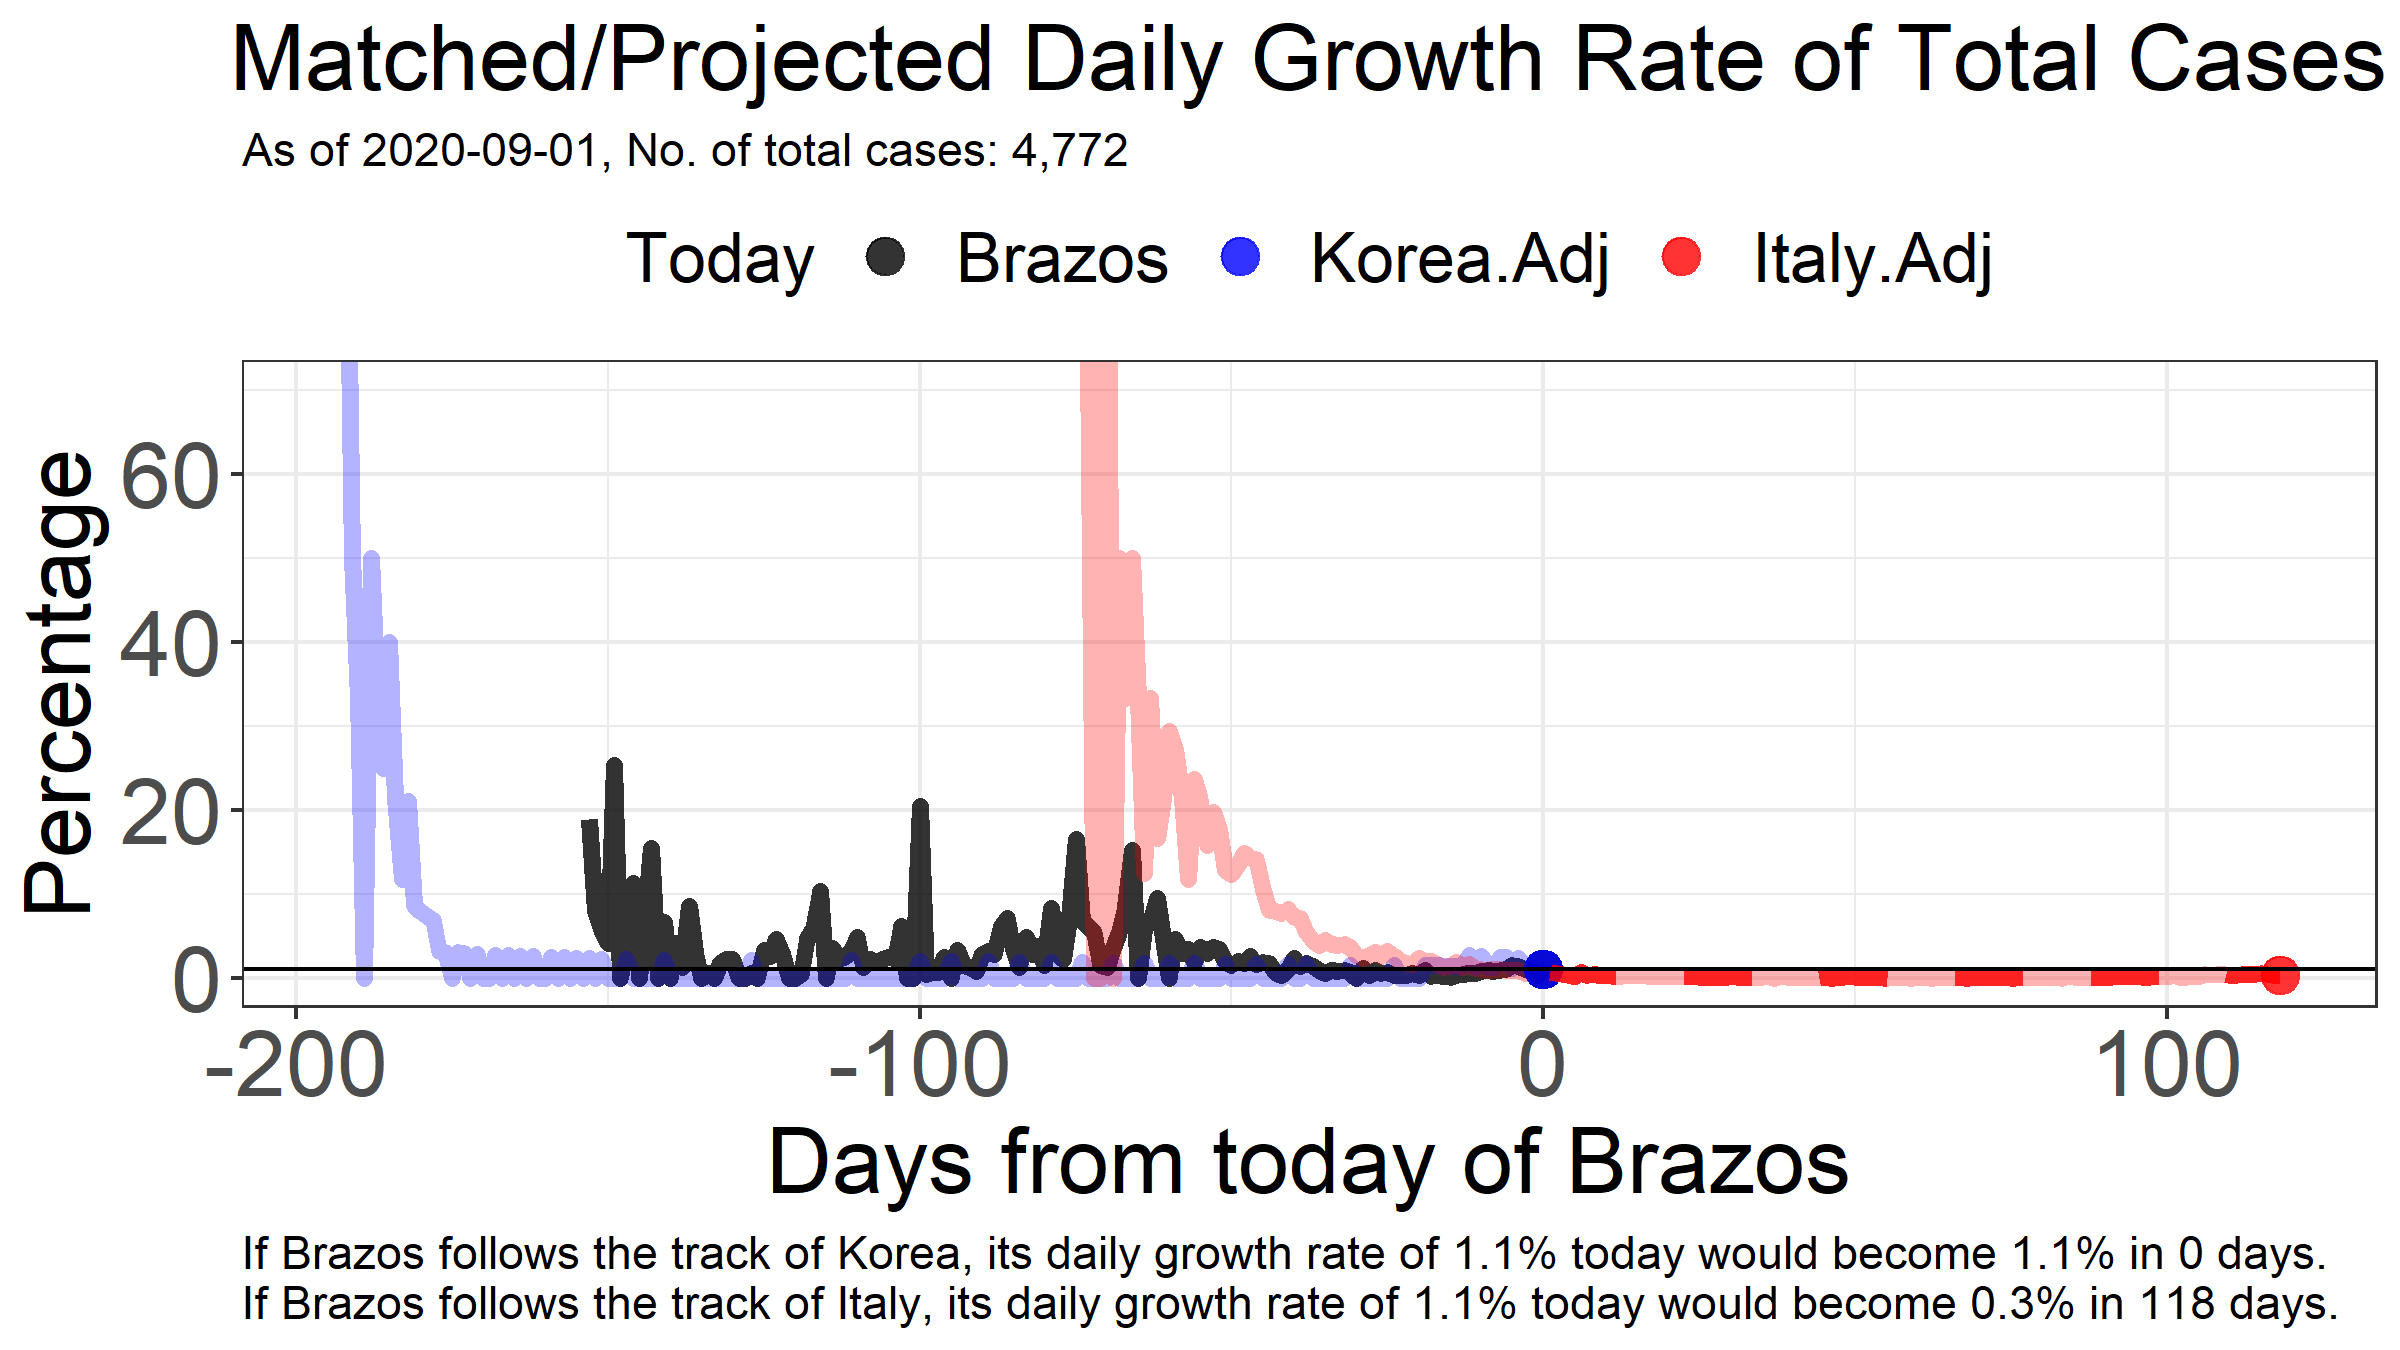 Matched/Projected Daily Growth Rate of Total Cases
As of 2020-09-01, No. of total cases: 4,772
Today Brazos Korea.Adj Italy.Adj
Percentage
60
40
20
0
-200 -100 0 100
Days from today of Brazos
If Brazos follows the track of Korea, its daily growth rate of 1.1% today would become 1.1% in 0 days.
If Brazos follows the track of Italy, its daily growth rate of 1.1% today would become 0.3% in 118 days.